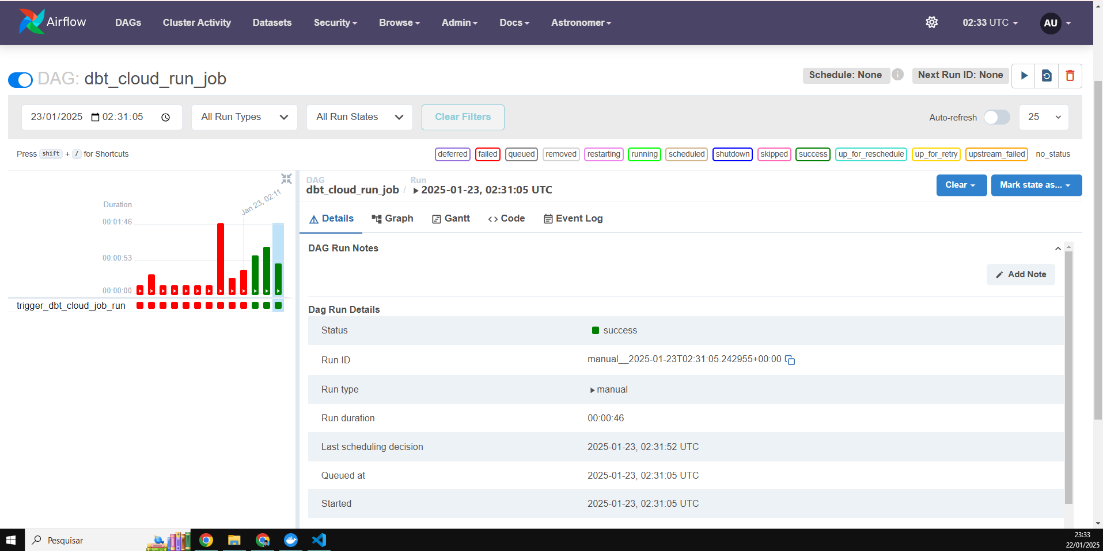 Airflow DAGs Cluster Activity Datasets Security Browse Admin Docs Astronomer 02:33 UTC AU
DAG: dbt_cloud_run_job Schedule: None Next Run ID: None
23/01/2025 02:31:05 All Run Types All Run States Clear Filters Auto-refresh 25
Press shift + / for Shortcuts deferred failed queued removed restarting running scheduled shutdown skipped success up_for_reschedule up_for_retry upstream_failed no_status
DAG Run
dbt_cloud_run_job / 2025-01-23, 02:31:05 UTC Clear Mark state as...
Duration
Jan 23, 02:11
00:01:46
00:00:53
00:00:00
trigger_dbt_cloud_job_run
Details Graph Gantt Code Event Log
DAG Run Notes
Add Note
Dag Run Details
Status success
Run ID manual__2025-01-23T02:31:05.242955+00:00
Run type manual
Run duration 00:00:46
Last scheduling decision 2025-01-23, 02:31:52 UTC
Queued at 2025-01-23, 02:31:05 UTC
Started 2025-01-23, 02:31:05 UTC
Pesquisar 23:33
22/01/2025